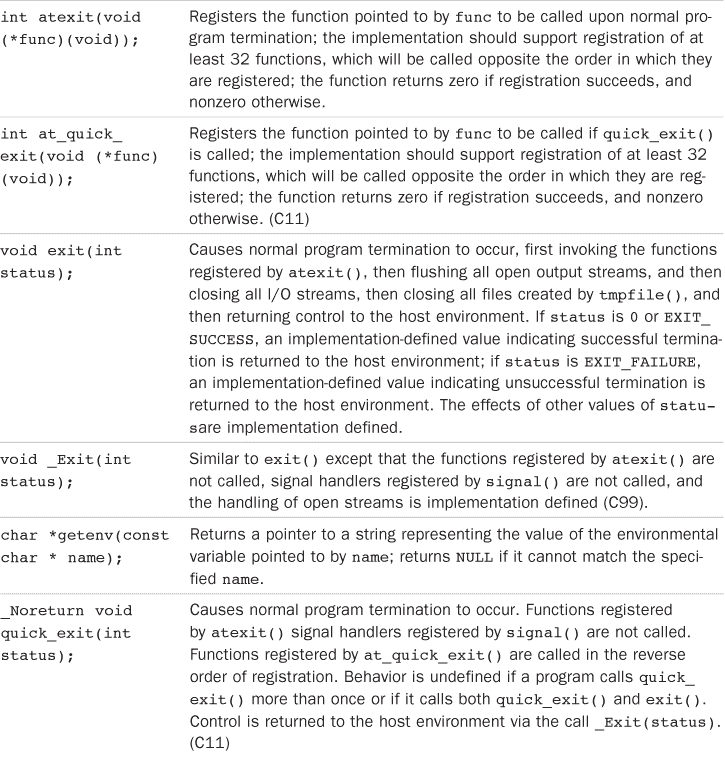 int atexit(void
(*func)(void));
Registers the function pointed to by func to be called upon normal pro-
gram termination; the implementation should support registration of at
least 32 functions, which will be called opposite the order in which they
are registered; the function returns zero if registration succeeds, and
nonzero otherwise.
int at_quick_
exit(void (*func)
(void));
Registers the function pointed to by func to be called if quick_exit()
is called; the implementation should support registration of at least 32
functions, which will be called opposite the order in which they are reg-
istered; the function returns zero if registration succeeds, and nonzero
otherwise. (C11)
void exit(int
status);
Causes normal program termination to occur, first invoking the functions
registered by atexit(), then flushing all open output streams, and then
closing all I/O streams, then closing all files created by tmpfile(), and
then returning control to the host environment. If status is 0 or EXIT_
SUCCESS, an implementation-defined value indicating successful termina-
tion is returned to the host environment; if status is EXIT_FAILURE,
an implementation-defined value indicating unsuccessful termination is
returned to the host environment. The effects of other values of statu-
sare implementation defined.
void _Exit(int
status);
Similar to exit() except that the functions registered by atexit() are
not called, signal handlers registered by signal() are not called, and
the handling of open streams is implementation defined (C99).
char *getenv(const
char * name);
Returns a pointer to a string representing the value of the environmental
variable pointed to by name; returns NULL if it cannot match the speci-
fied name.
_Noreturn void
quick_exit(int
status);
Causes normal program termination to occur. Functions registered
by atexit() signal handlers registered by signal() are not called.
Functions registered by at_quick_exit() are called in the reverse
order of registration. Behavior is undefined if a program calls quick_
exit() more than once or if it calls both quick_exit() and exit().
Control is returned to the host environment via the call _Exit(status).
(C11)